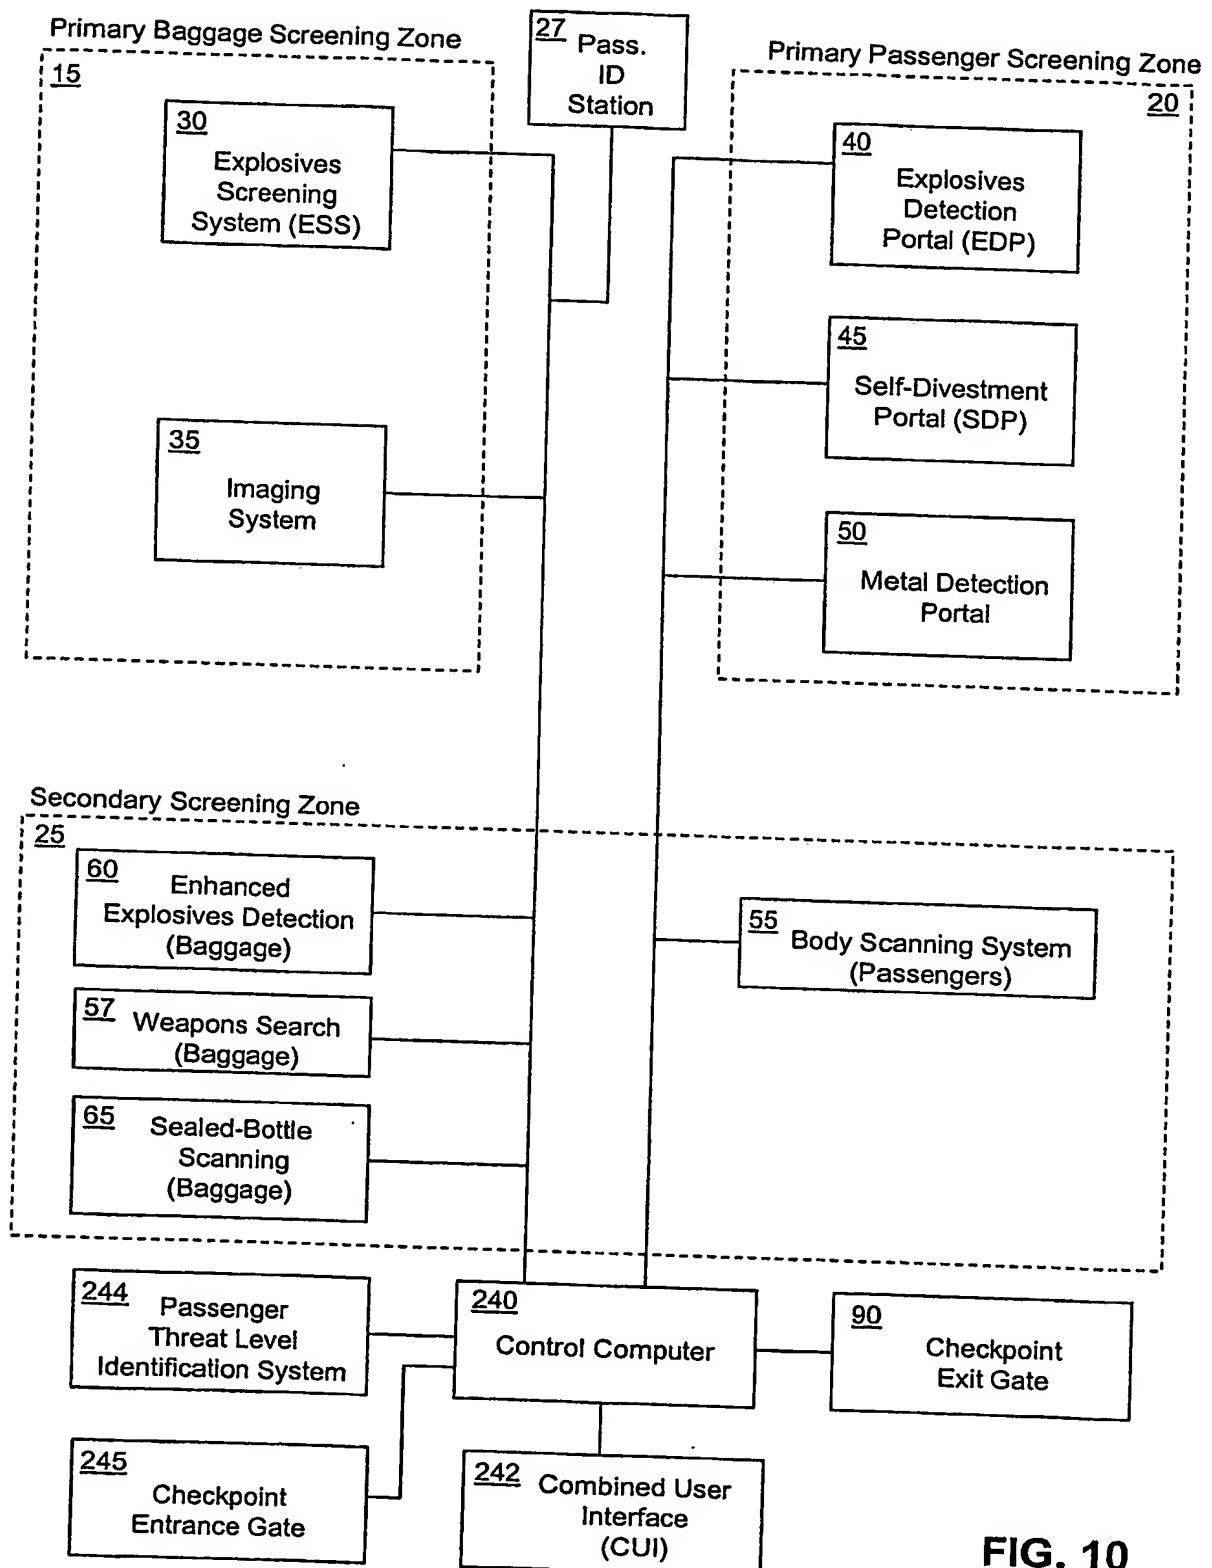 Primary Baggage Screening Zone
15
30
Explosives
Screening
System (ESS)
35
Imaging
System
27 Pass.
ID
Station
Primary Passenger Screening Zone
20
40
Explosives
Detection
Portal (EDP)
45
Self-Divestment
Portal (SDP)
50
Metal Detection
Portal
Secondary Screening Zone
25
60 Enhanced
Explosives Detection
(Baggage)
57 Weapons Search
(Baggage)
65 Sealed-Bottle
Scanning
(Baggage)
55 Body Scanning System
(Passengers)
244 Passenger
Threat Level
Identification System
240
Control Computer
90
Checkpoint
Exit Gate
245
Checkpoint
Entrance Gate
242 Combined User
Interface
(CUI)
FIG. 10